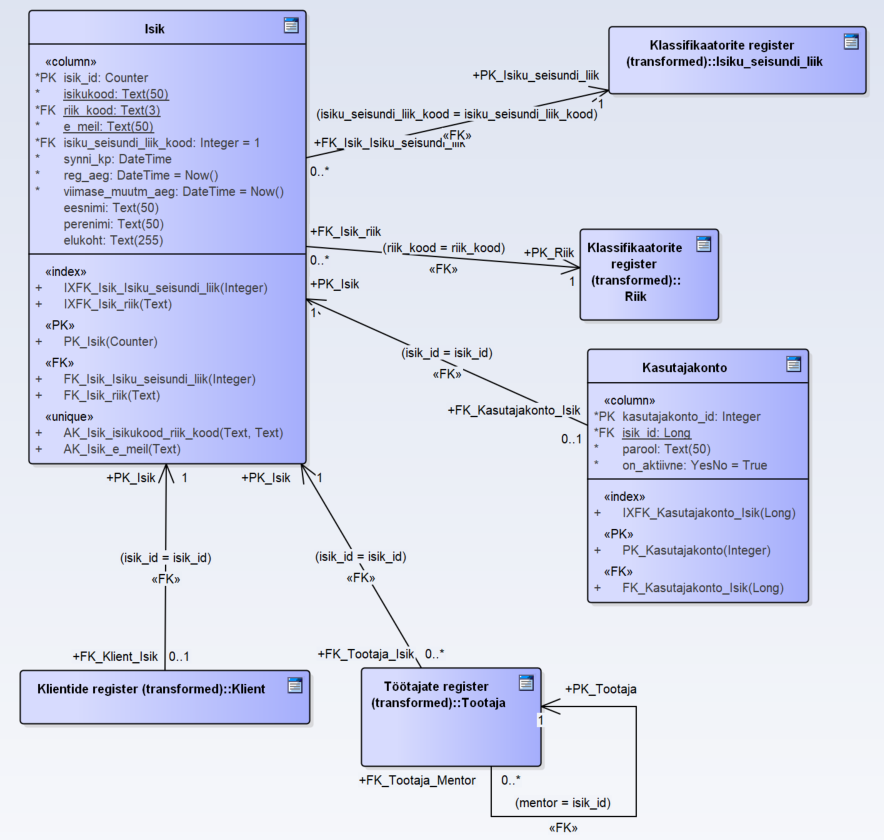 Isik
«column»
*PK isik_id: Counter
* isikukood: Text(50)
*FK riik_kood: Text(3)
* e_meil: Text(50)
*FK isiku_seisundi_liik_kood: Integer = 1
* synni_kp: DateTime
* reg_aeg: DateTime = Now()
* viimase_muutm_aeg: DateTime = Now()
eesnimi: Text(50)
perenimi: Text(50)
elukoht: Text(255)
«index»
+ IXFK_Isik_Isiku_seisundi_liik(Integer)
+ IXFK_Isik_riik(Text)
«PK»
+ PK_Isik(Counter)
«FK»
+ FK_Isik_Isiku_seisundi_liik(Integer)
+ FK_Isik_riik(Text)
«unique»
+ AK_Isik_isikukood_riik_kood(Text, Text)
+ AK_Isik_e_meil(Text)
Klassifikaatorite register
(transformed)::Isiku_seisundi_liik
+PK_Isiku_seisundi_liik
1
(isiku_seisundi_liik_kood = isiku_seisundi_liik_kood)
«FK»
+FK_Isik_Isiku_seisundi_liik
0..*
+FK_Isik_riik
(riik_kood = riik_kood)
+PK_Riik
0..*
«FK»
1
Klassifikaatorite
register
(transformed)::
Riik
+PK_Isik
1
(isik_id = isik_id)
«FK»
+FK_Kasutajakonto_Isik
0..1
Kasutajakonto
«column»
*PK kasutajakonto_id: Integer
*FK isik_id: Long
* parool: Text(50)
* on_aktiivne: YesNo = True
«index»
+ IXFK_Kasutajakonto_Isik(Long)
«PK»
+ PK_Kasutajakonto(Integer)
«FK»
+ FK_Kasutajakonto_Isik(Long)
+PK_Isik
1
+PK_Isik
1
(isik_id = isik_id)
«FK»
(isik_id = isik_id)
«FK»
+FK_Klient_Isik
0..1
+FK_Tootaja_Isik
0..*
Klientide register (transformed)::Klient
Töötajate register
(transformed)::Tootaja
+PK_Tootaja
1
+FK_Tootaja_Mentor
0..*
(mentor = isik_id)
«FK»